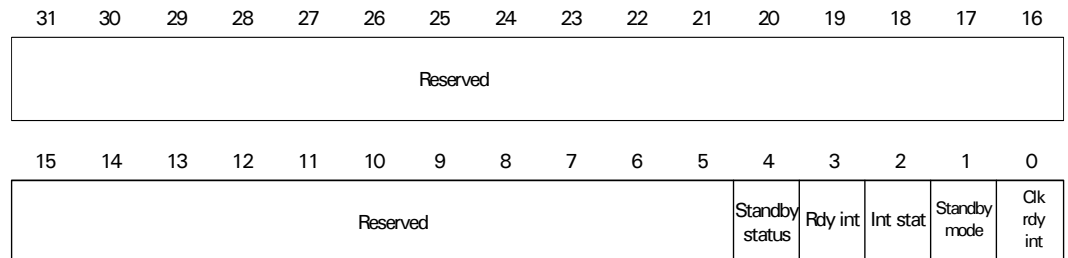 31 30 29 28 27 26 25 24 23 22 21 20 19 18 17 16
Reserved
15 14 13 12 11 10 9 8 7 6 5 4 3 2 1 0
Reserved
Standby
status
Rdy int
Int stat
Standby
mode
Clk
rdy
int